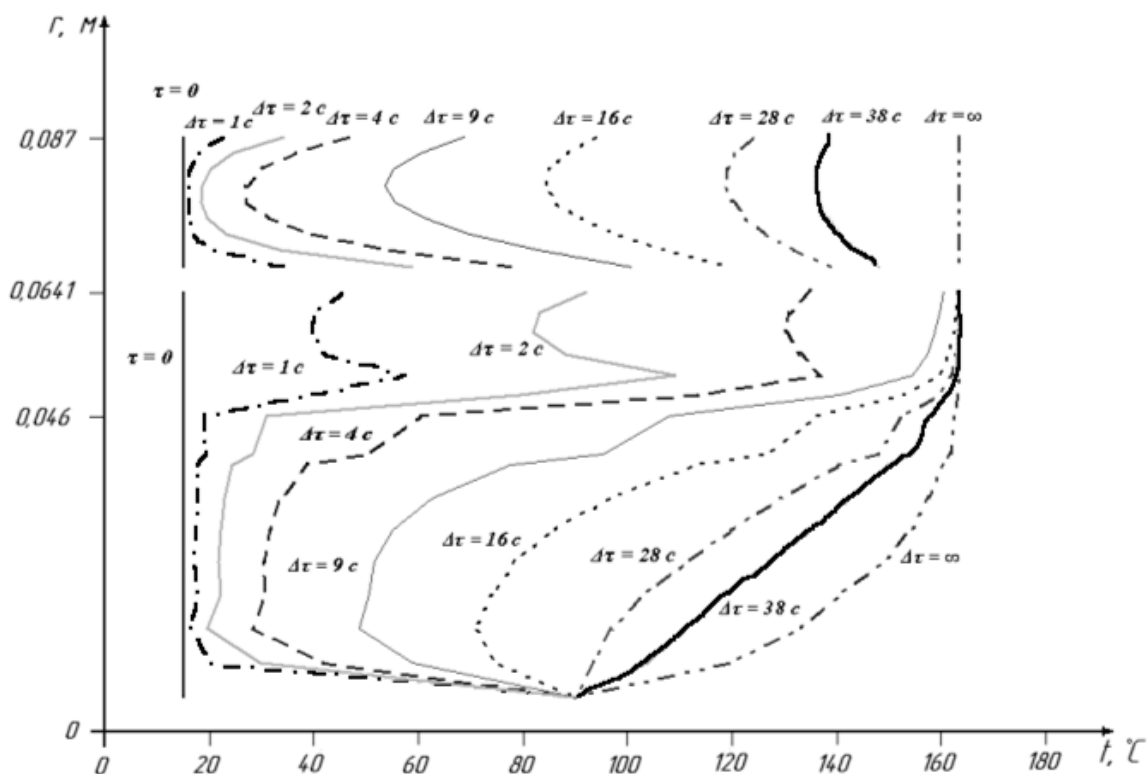 r, м
τ = 0
Δτ = 1 с
Δτ = 2 с
Δτ = 4 с
Δτ = 9 с
Δτ = 16 с
Δτ = 28 с
Δτ = 38 с
Δτ = ∞
0,087
0,0641
τ = 0
Δτ = 1 с
Δτ = 2 с
0,046
Δτ = 4 с
Δτ = 9 с
Δτ = 16 с
Δτ = 28 с
Δτ = ∞
Δτ = 38 с
0
0 20 40 60 80 100 120 140 160 180
t, °С